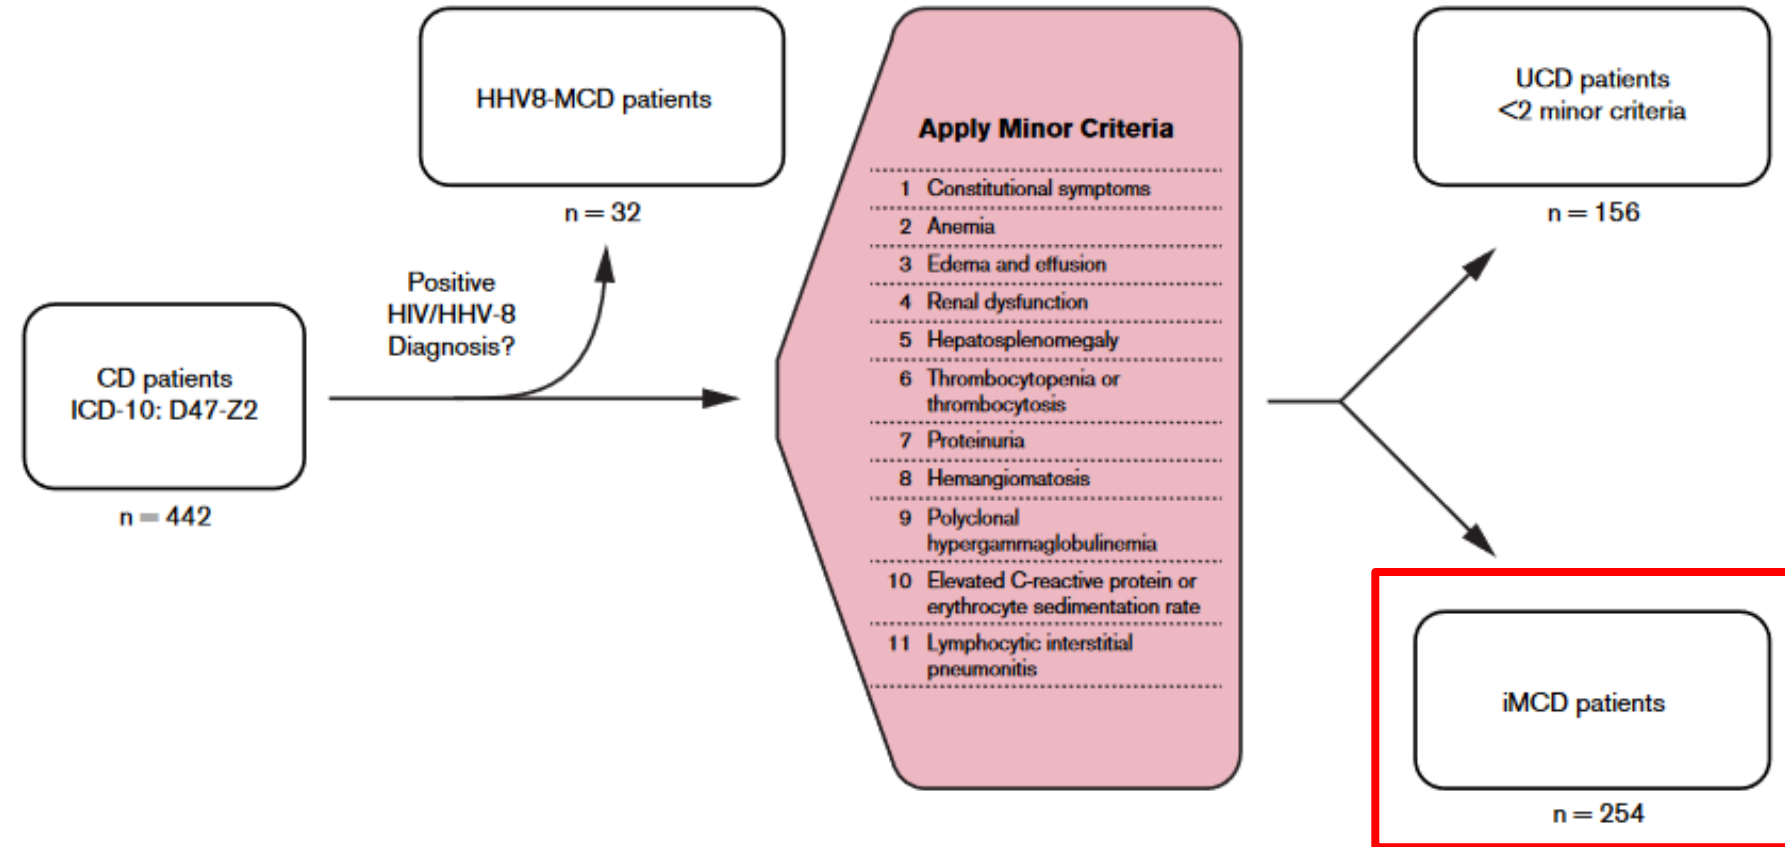 HHV8-MCD patients
n = 32
Positive
HIV/HHV-8
Diagnosis?
CD patients
ICD-10: D47-Z2
n = 442
Apply Minor Criteria
1 Constitutional symptoms
2 Anemia
3 Edema and effusion
4 Renal dysfunction
5 Hepatosplenomegaly
6 Thrombocytopenia or
thrombocytosis
7 Proteinuria
8 Hemangiomatosis
9 Polyclonal
hypergammaglobulinemia
10 Elevated C-reactive protein or
erythrocyte sedimentation rate
11 Lymphocytic interstitial
pneumonitis
UCD patients
<2 minor criteria
n = 156
iMCD patients
n = 254